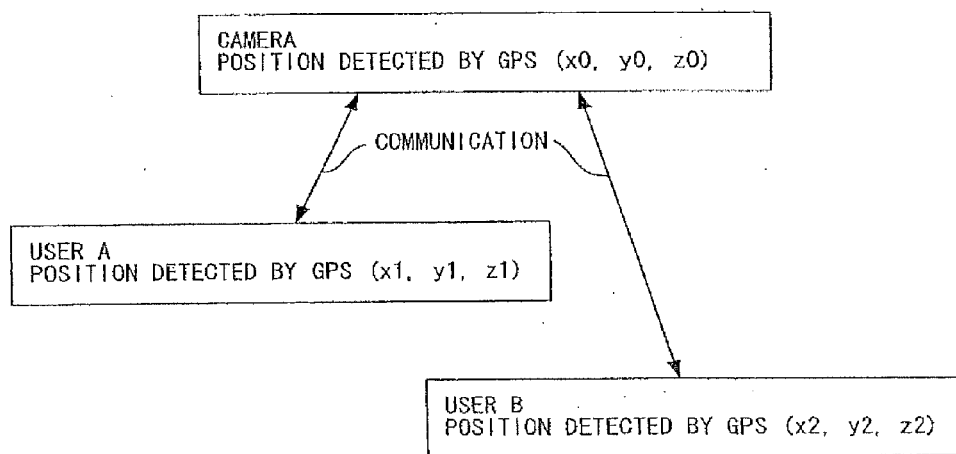 CAMERA
POSITION DETECTED BY GPS (x0, y0, z0)
COMMUNICATION
USER A
POSITION DETECTED BY GPS (x1, y1, z1)
USER B
POSITION DETECTED BY GPS (x2, y2, z2)